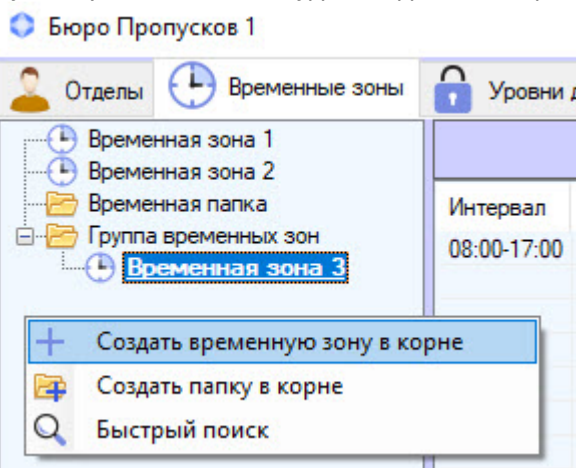 Бюро Пропусков 1
Отделы
Временные зоны
Уровни
Временная зона 1
Временная зона 2
Временная папка
Группа временных зон
Временная зона 3
Интервал
08:00-17:00
Создать временную зону в корне
Создать папку в корне
Быстрый поиск